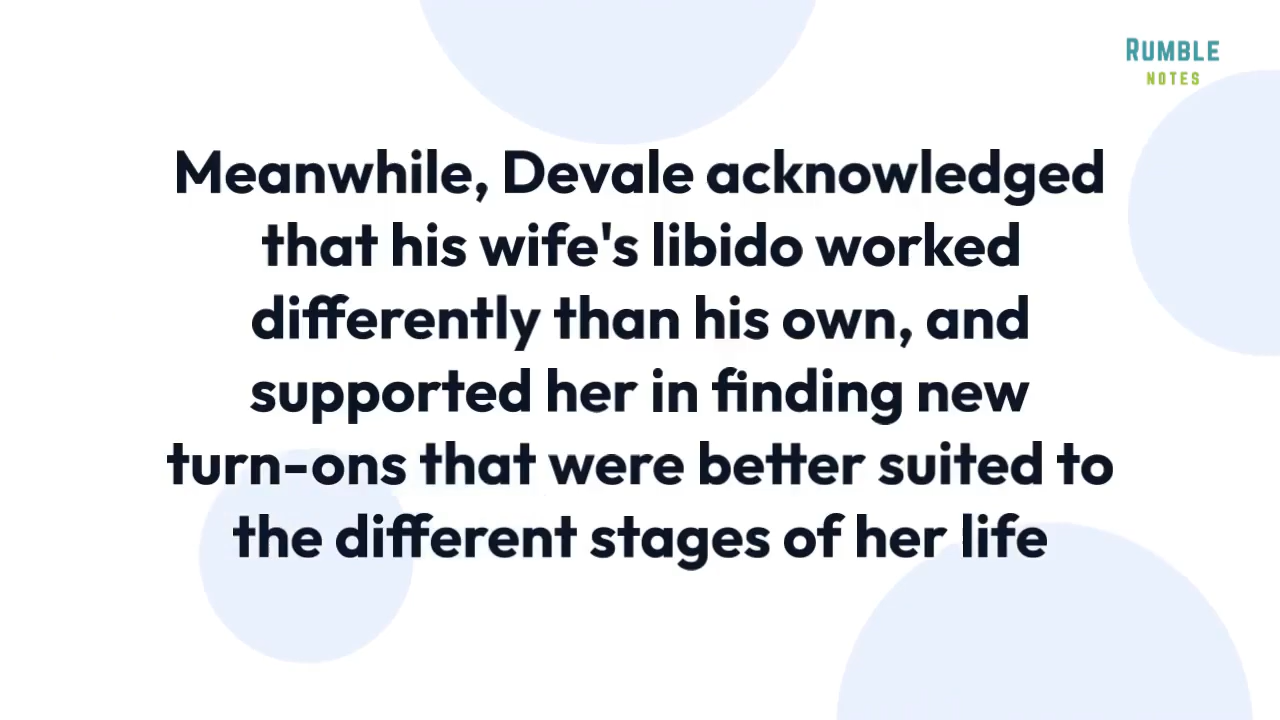 RUMBLE
NOTES
Meanwhile, Devale acknowledged
that his wife's libido worked
differently than his own, and
supported her in finding new
turn-ons that were better suited to
the different stages of her life